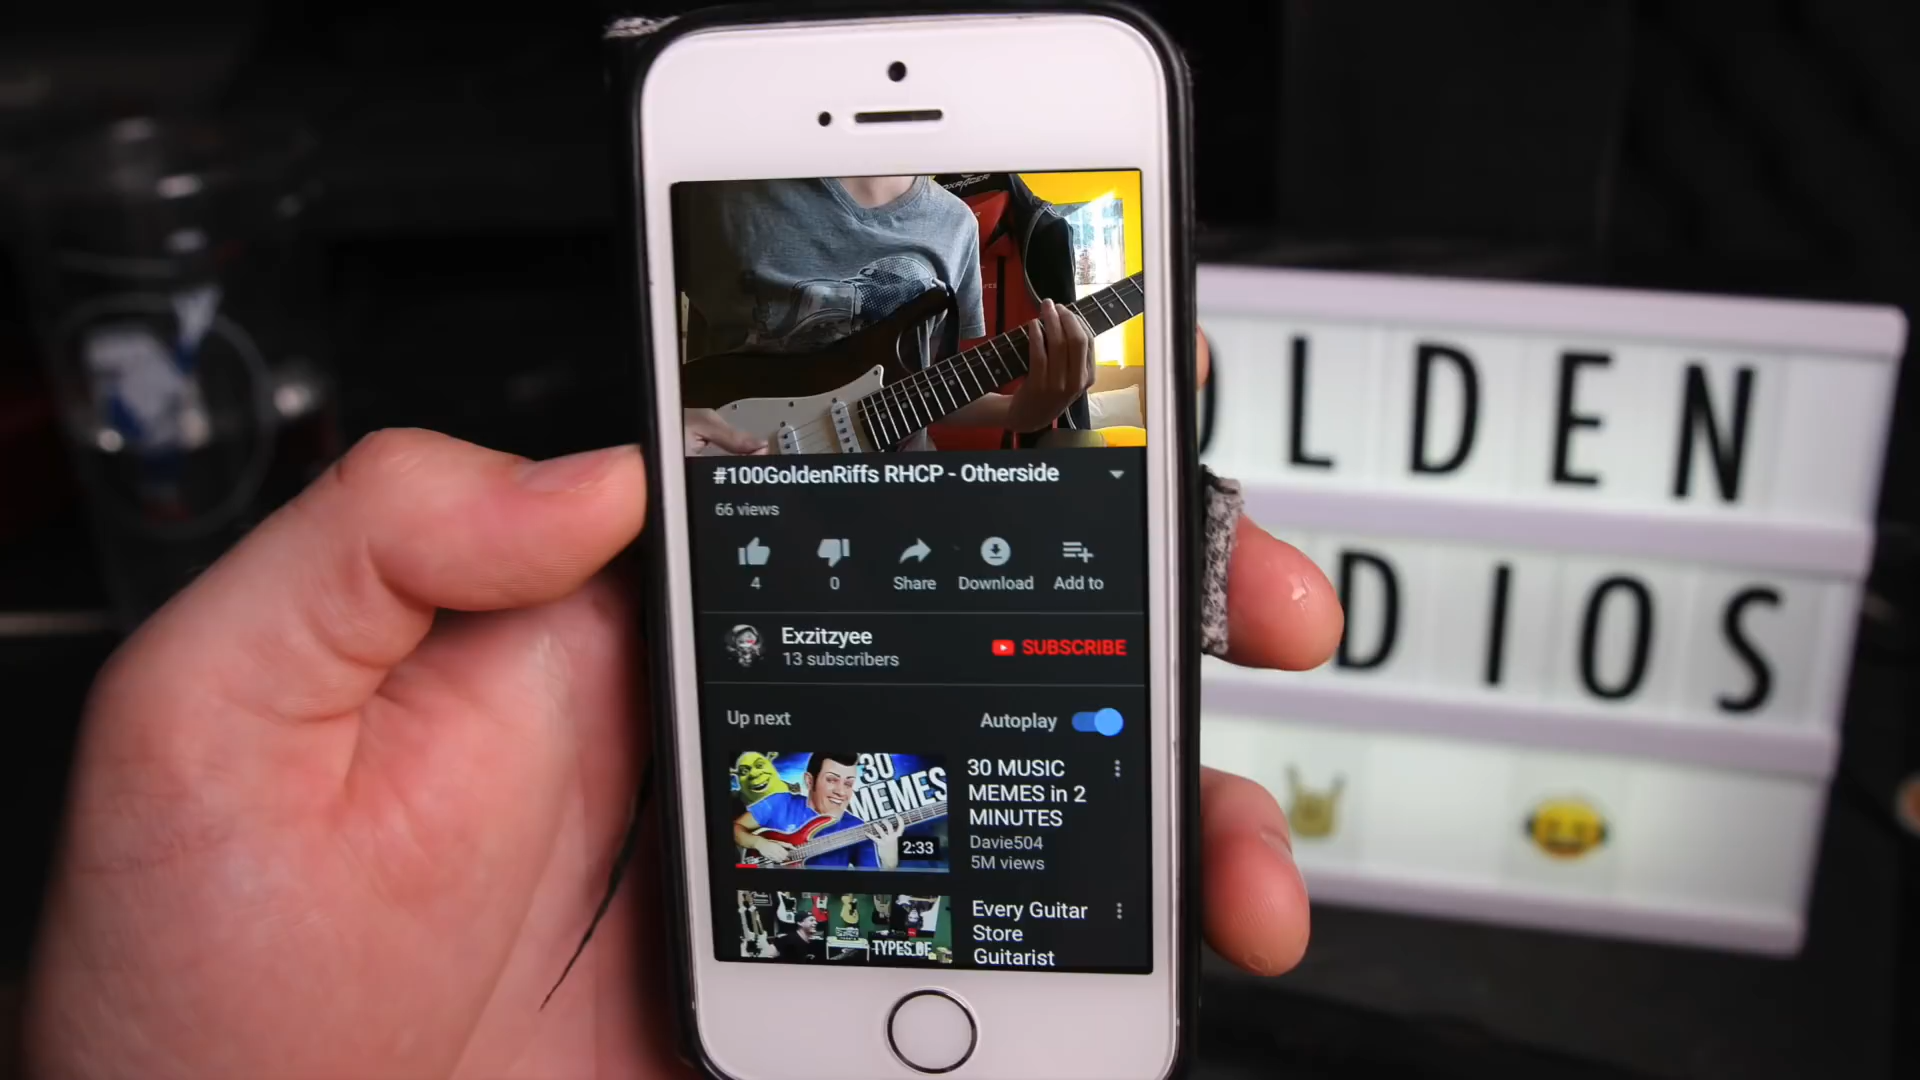 #100GoldenRiffs RHCP - Otherside
66 views
4
0
Share
Download
Add to
Exzitzyee
13 subscribers
SUBSCRIBE
Up next
Autoplay
30
MEMES
2:33
30 MUSIC
MEMES in 2
MINUTES
Davie504
5M views
TYPES OF
Every Guitar
Store
Guitarist
OLDEN
DIOS